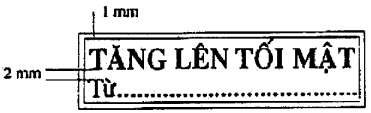 1 mm
TĂNG LÊN TỐI MẬT
2 mm
Từ........................................